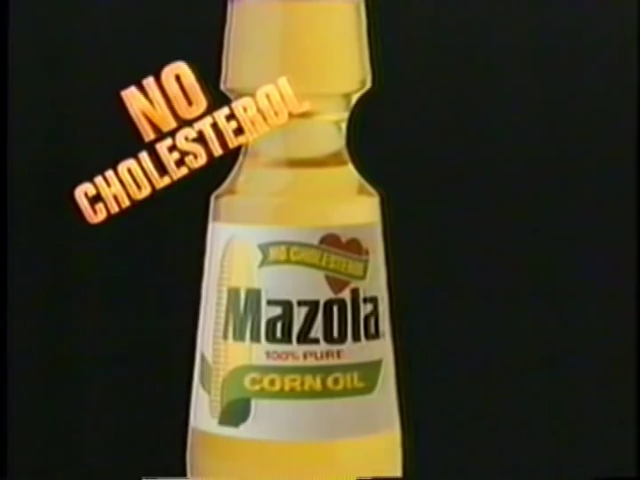 NO
CHOLESTEROL
NO CHOLESTEROL
Mazola
100% PURE
CORN OIL